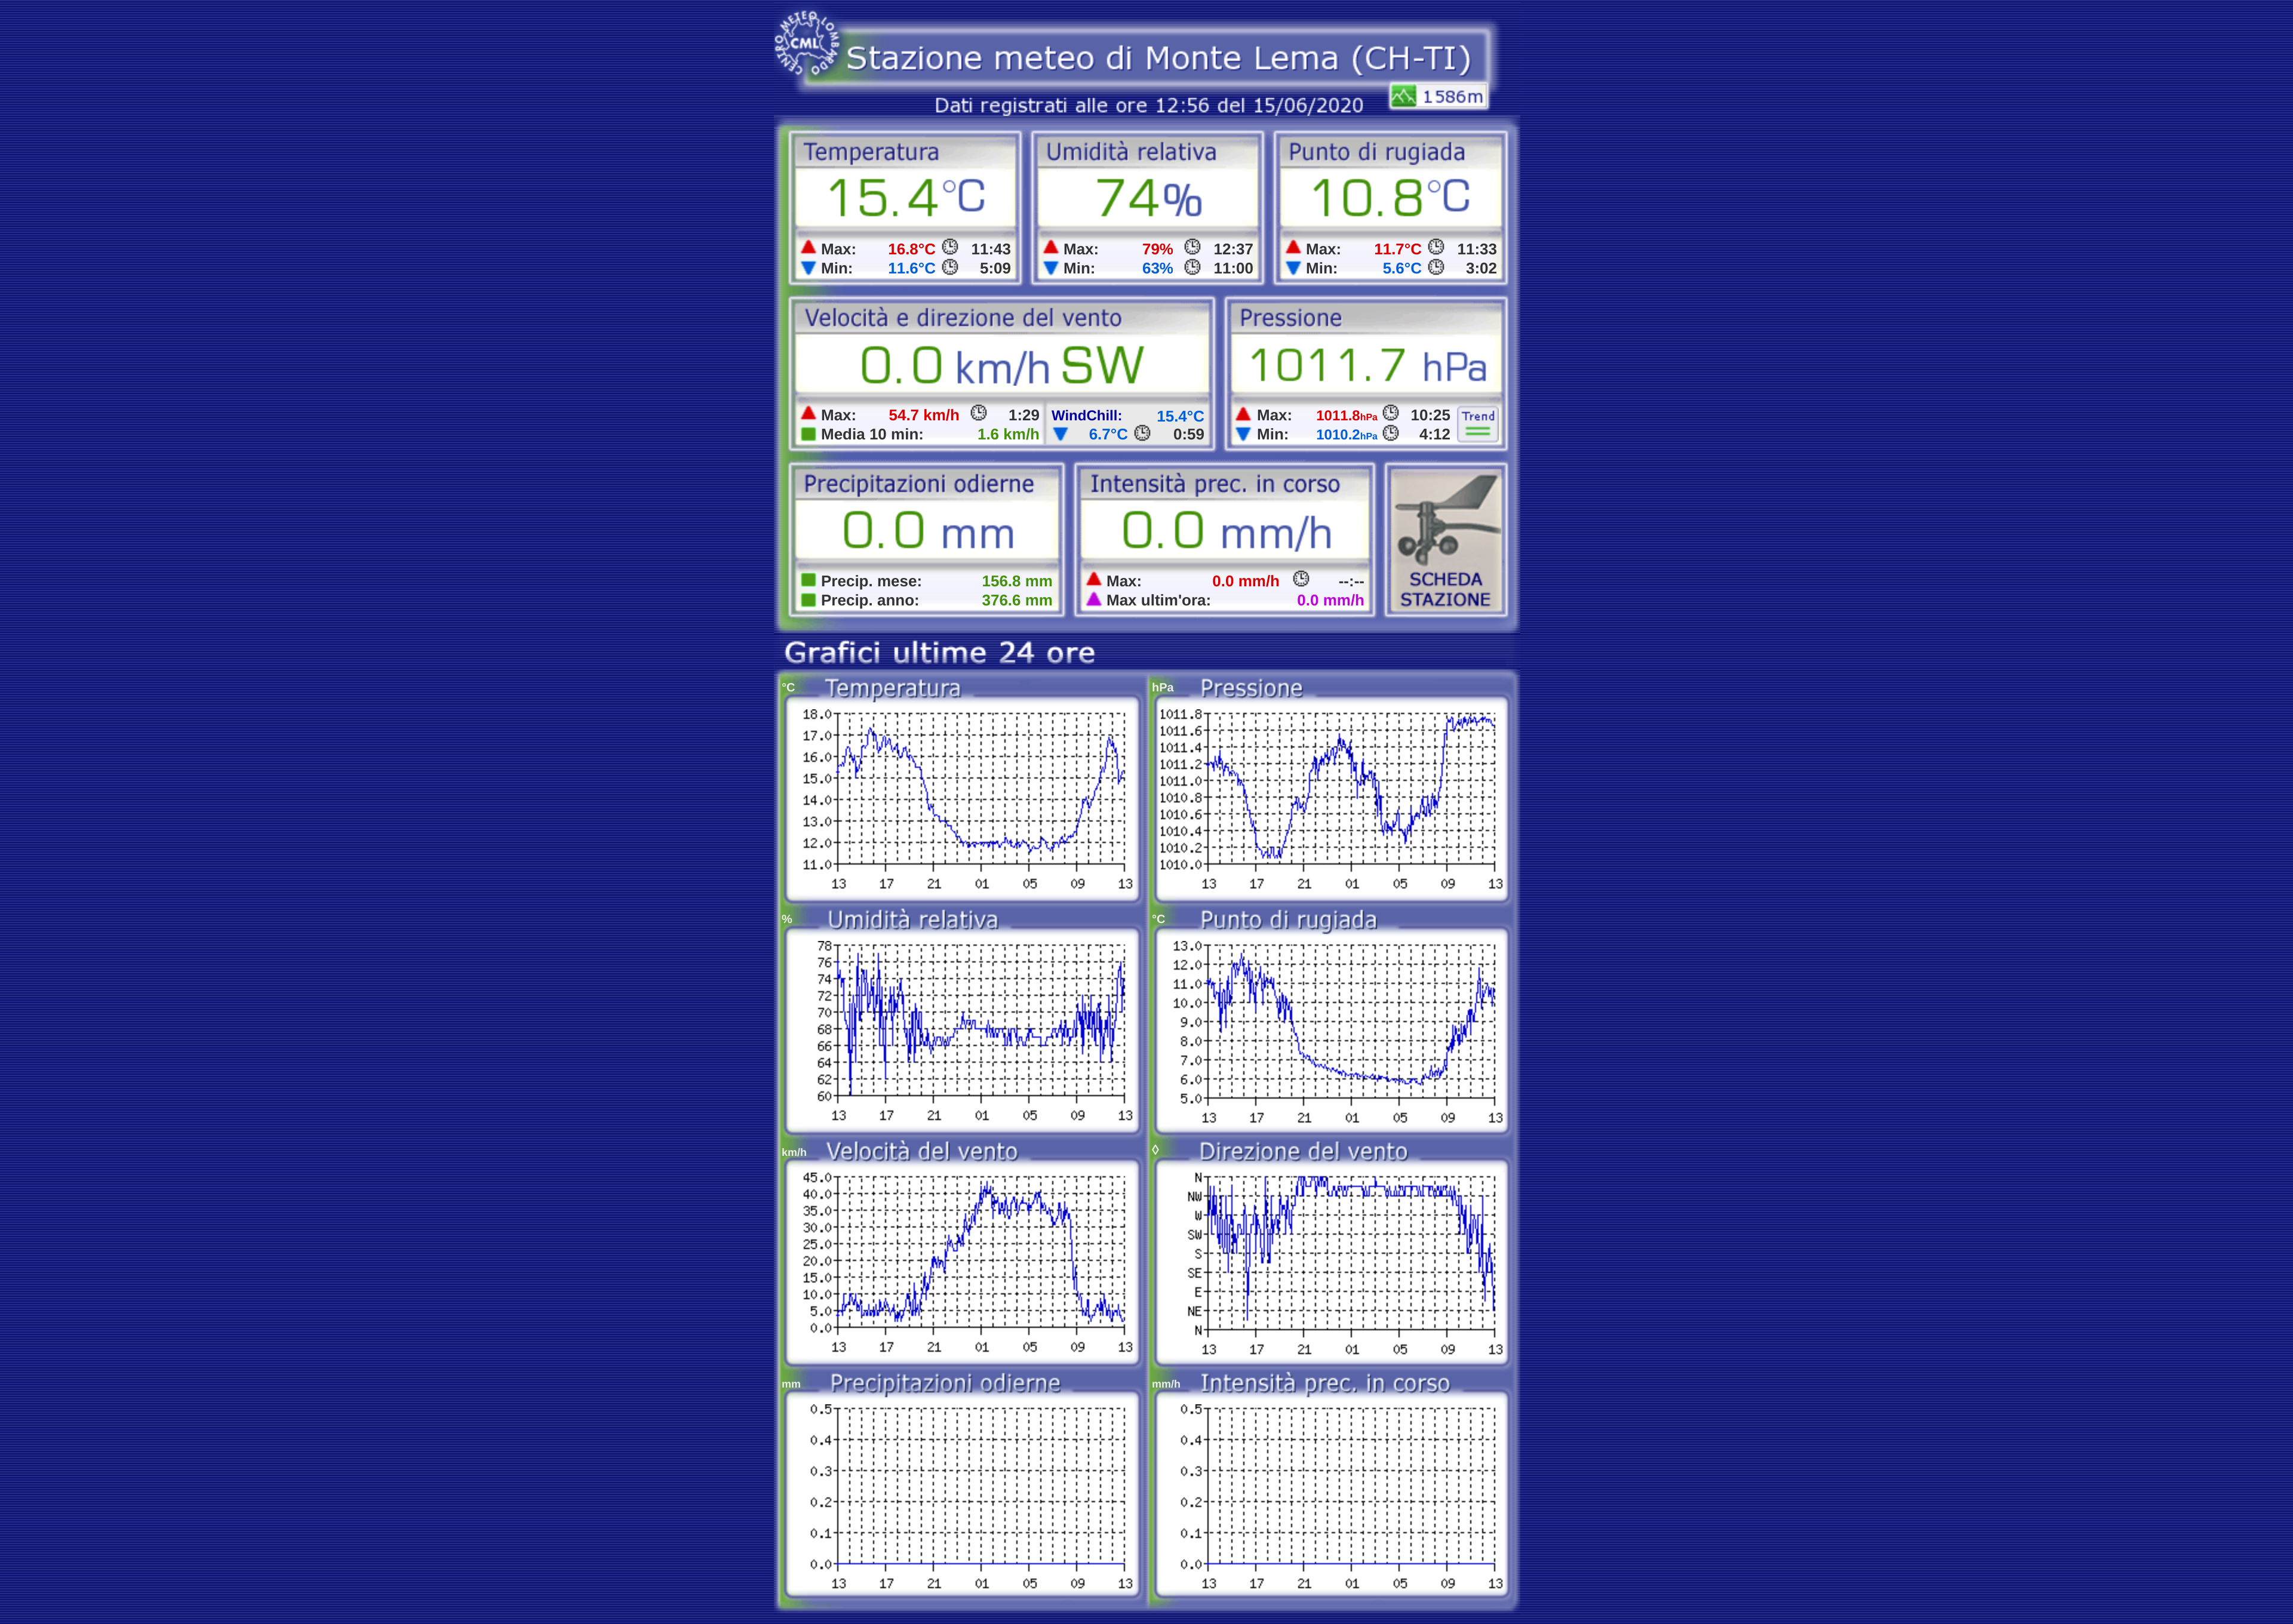 CENTRO METEO LOMBARDO
CML
Stazione meteo di Monte Lema (CH-TI)
1586m
Dati registrati alle ore 12:56 del 15/06/2020
Temperatura
15.4°C
Max: 16.8°C 11:43
Min: 11.6°C 5:09
Umidità relativa
74%
Max: 79% 12:37
Min: 63% 11:00
Punto di rugiada
10.8°C
Max: 11.7°C 11:33
Min: 5.6°C 3:02
Velocità e direzione del vento
0.0 km/h SW
Max: 54.7 km/h 1:29
Media 10 min: 1.6 km/h
WindChill: 15.4°C
6.7°C 0:59
Pressione
1011.7 hPa
Max: 1011.8hPa 10:25
Min: 1010.2hPa 4:12
Trend
Precipitazioni odierne
0.0 mm
Precip. mese: 156.8 mm
Precip. anno: 376.6 mm
Intensità prec. in corso
0.0 mm/h
Max: 0.0 mm/h --:--
Max ultim'ora: 0.0 mm/h
SCHEDA
STAZIONE
Grafici ultime 24 ore
°C Temperatura
18.0
17.0
16.0
15.0
14.0
13.0
12.0
11.0
13 17 21 01 05 09 13
hPa Pressione
1011.8
1011.6
1011.4
1011.2
1011.0
1010.8
1010.6
1010.4
1010.2
1010.0
13 17 21 01 05 09 13
% Umidità relativa
78
76
74
72
70
68
66
64
62
60
13 17 21 01 05 09 13
°C Punto di rugiada
13.0
12.0
11.0
10.0
9.0
8.0
7.0
6.0
5.0
13 17 21 01 05 09 13
km/h Velocità del vento
45.0
40.0
35.0
30.0
25.0
20.0
15.0
10.0
5.0
0.0
13 17 21 01 05 09 13
◊ Direzione del vento
N
NW
W
SW
S
SE
E
NE
N
13 17 21 01 05 09 13
mm Precipitazioni odierne
0.5
0.4
0.3
0.2
0.1
0.0
13 17 21 01 05 09 13
mm/h Intensità prec. in corso
0.5
0.4
0.3
0.2
0.1
0.0
13 17 21 01 05 09 13